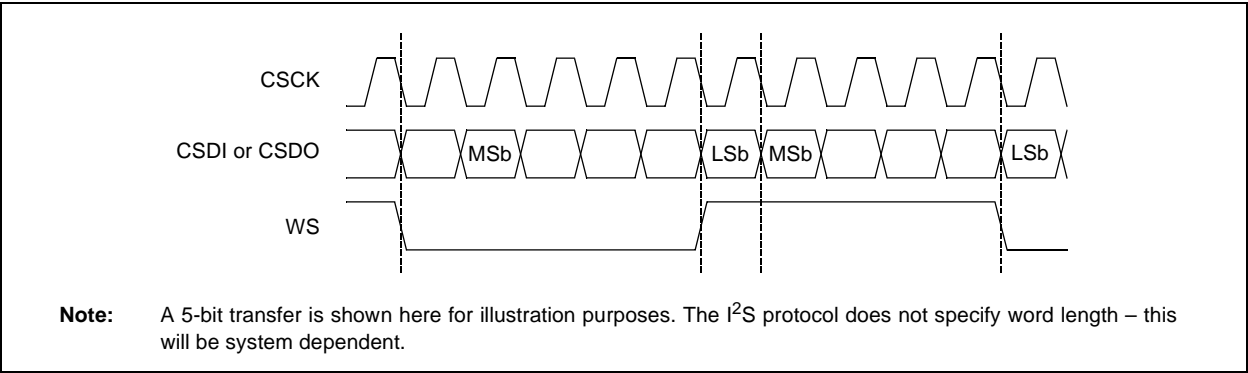 CSCK
CSDI or CSDO
MSb
LSb
MSb
LSb
WS
Note: A 5-bit transfer is shown here for illustration purposes. The I2S protocol does not specify word length – this
will be system dependent.